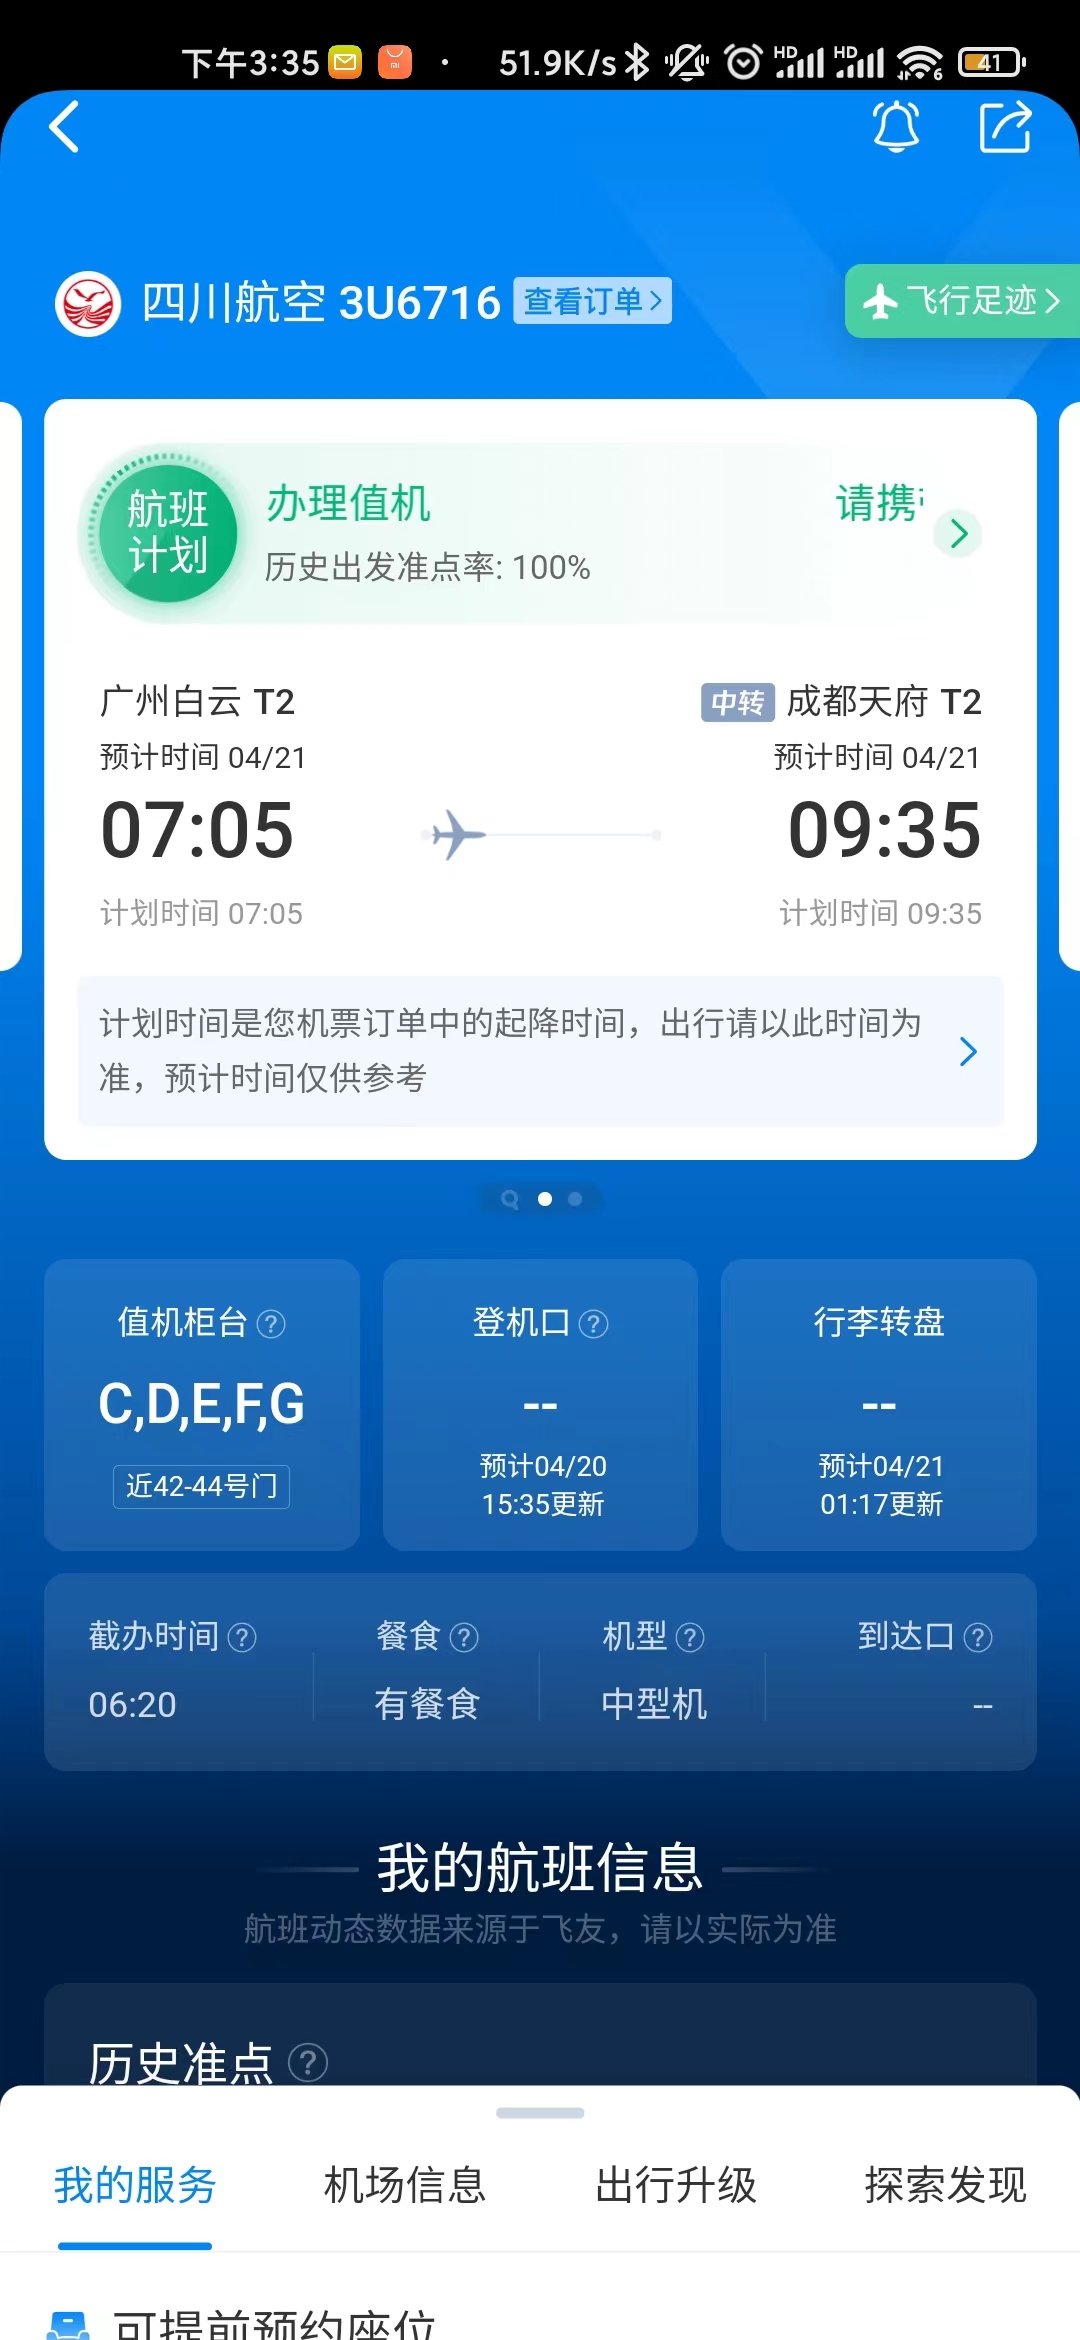 下午3:35 51.9K/s HD HD 6 41
四川航空 3U6716 查看订单 飞行足迹
航班计划
办理值机 请携
历史出发准点率: 100%
广州白云 T2
中转 成都天府 T2
预计时间 04/21
预计时间 04/21
07:05
09:35
计划时间 07:05
计划时间 09:35
计划时间是您机票订单中的起降时间，出行请以此时间为
准，预计时间仅供参考
值机柜台 ?
C,D,E,F,G
近42-44号门
登机口 ?
--
预计04/20
15:35更新
行李转盘
--
预计04/21
01:17更新
截办时间 ?
06:20
餐食 ?
有餐食
机型 ?
中型机
到达口 ?
--
我的航班信息
航班动态数据来源于飞友，请以实际为准
历史准点 ?
我的服务 机场信息 出行升级 探索发现
可提前预约座位